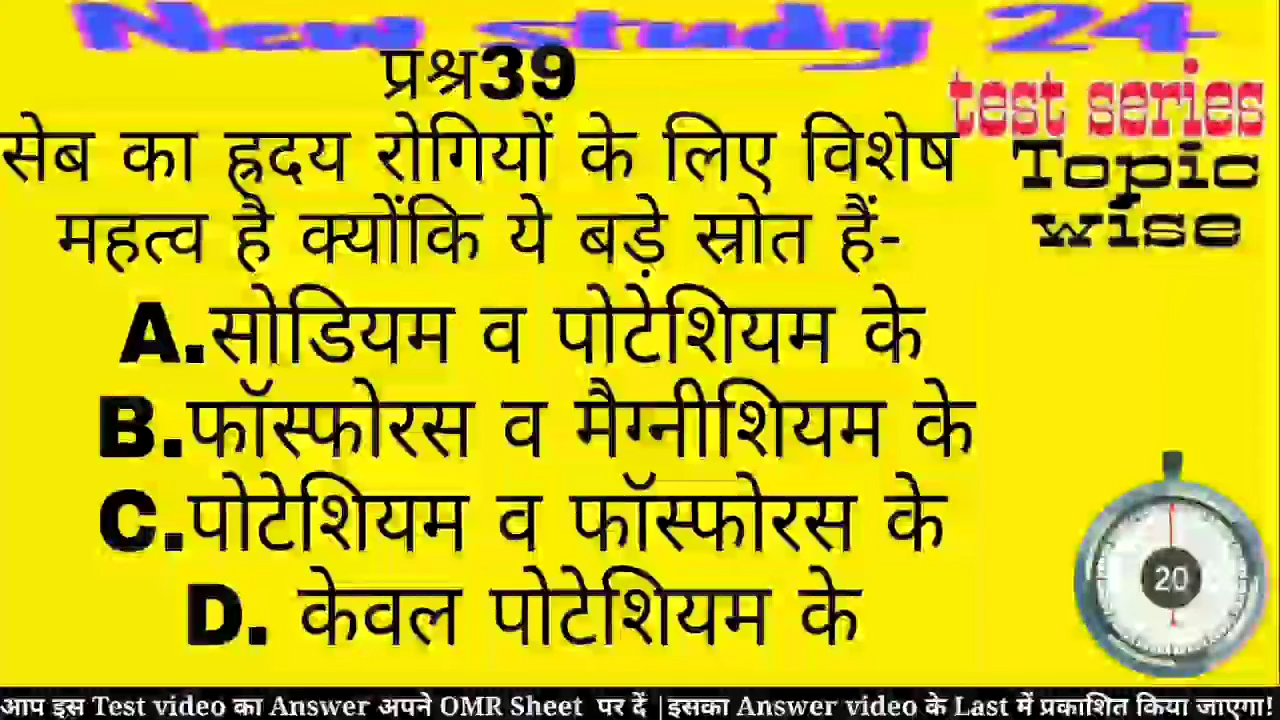 New study 24
प्रश्न39
test series
Topic
wise
सेब का ह्रदय रोगियों के लिए विशेष
महत्व है क्योंकि ये बड़े स्रोत हैं-
A.सोडियम व पोटेशियम के
B.फॉस्फोरस व मैग्नीशियम के
C.पोटेशियम व फॉस्फोरस के
D. केवल पोटेशियम के
20
आप इस Test video का Answer अपने OMR Sheet पर दें |इसका Answer video के Last में प्रकाशित किया जाएगा!